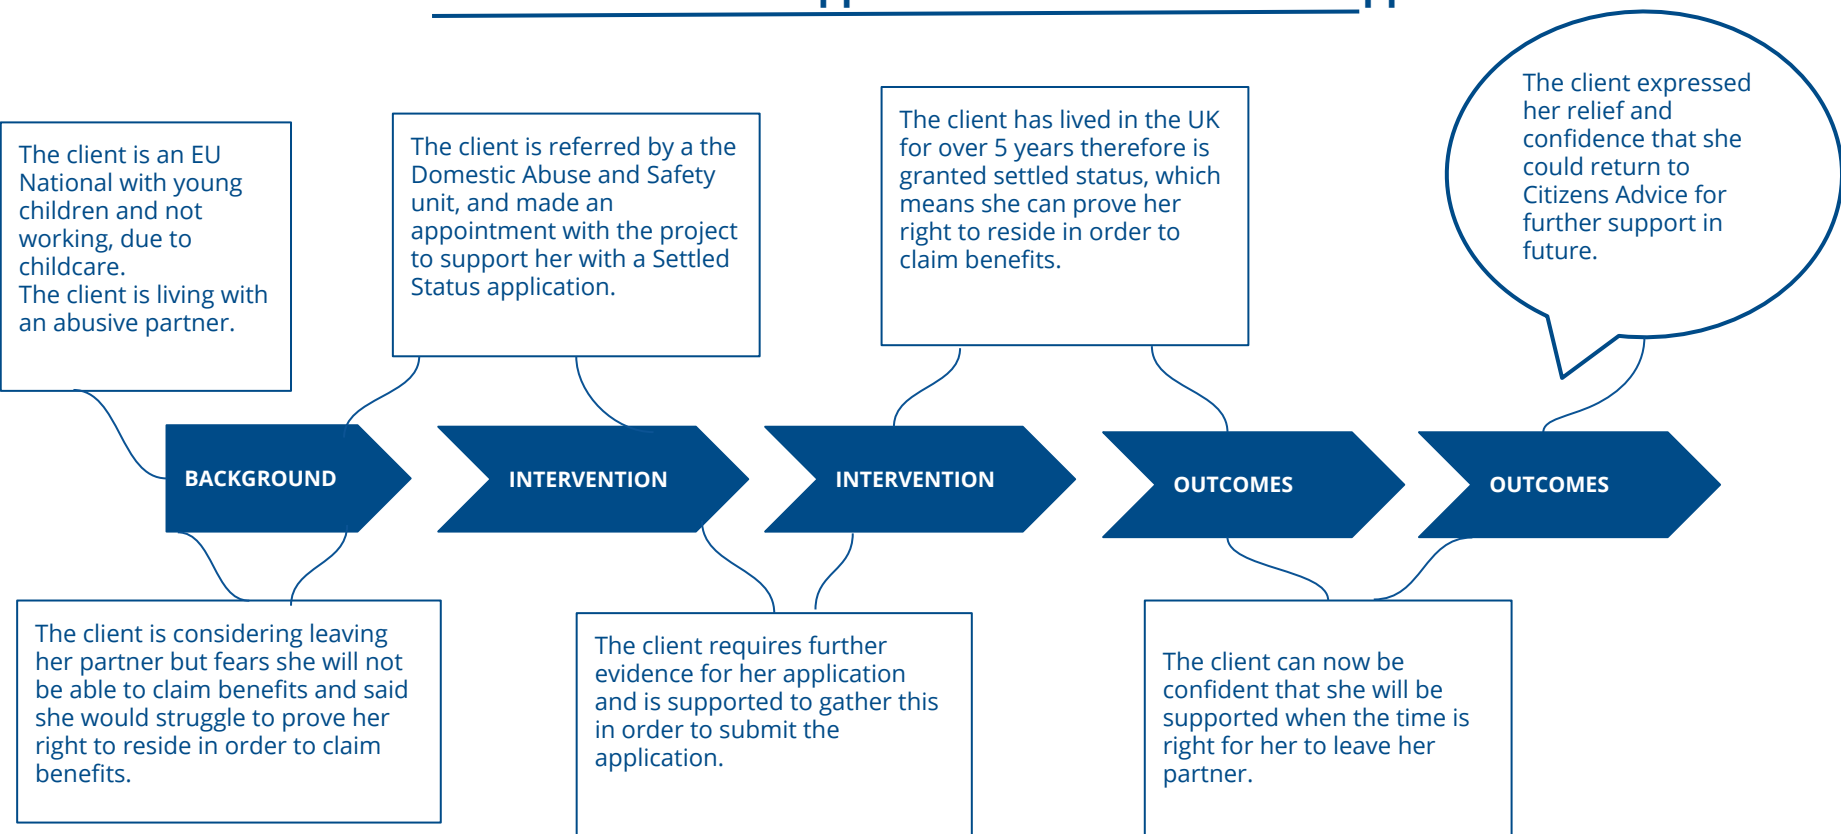 The client is an EU
National with young
children and not
working, due to
childcare.
The client is living with
an abusive partner.
The client is referred by a the
Domestic Abuse and Safety
unit, and made an
appointment with the project
to support her with a Settled
Status application.
The client has lived in the UK
for over 5 years therefore is
granted settled status, which
means she can prove her
right to reside in order to
claim benefits.
The client expressed
her relief and
confidence that she
could return to
Citizens Advice for
further support in
future.
BACKGROUND
INTERVENTION
INTERVENTION
OUTCOMES
OUTCOMES
The client is considering leaving
her partner but fears she will not
be able to claim benefits and said
she would struggle to prove her
right to reside in order to claim
benefits.
The client requires further
evidence for her application
and is supported to gather this
in order to submit the
application.
The client can now be
confident that she will be
supported when the time is
right for her to leave her
partner.